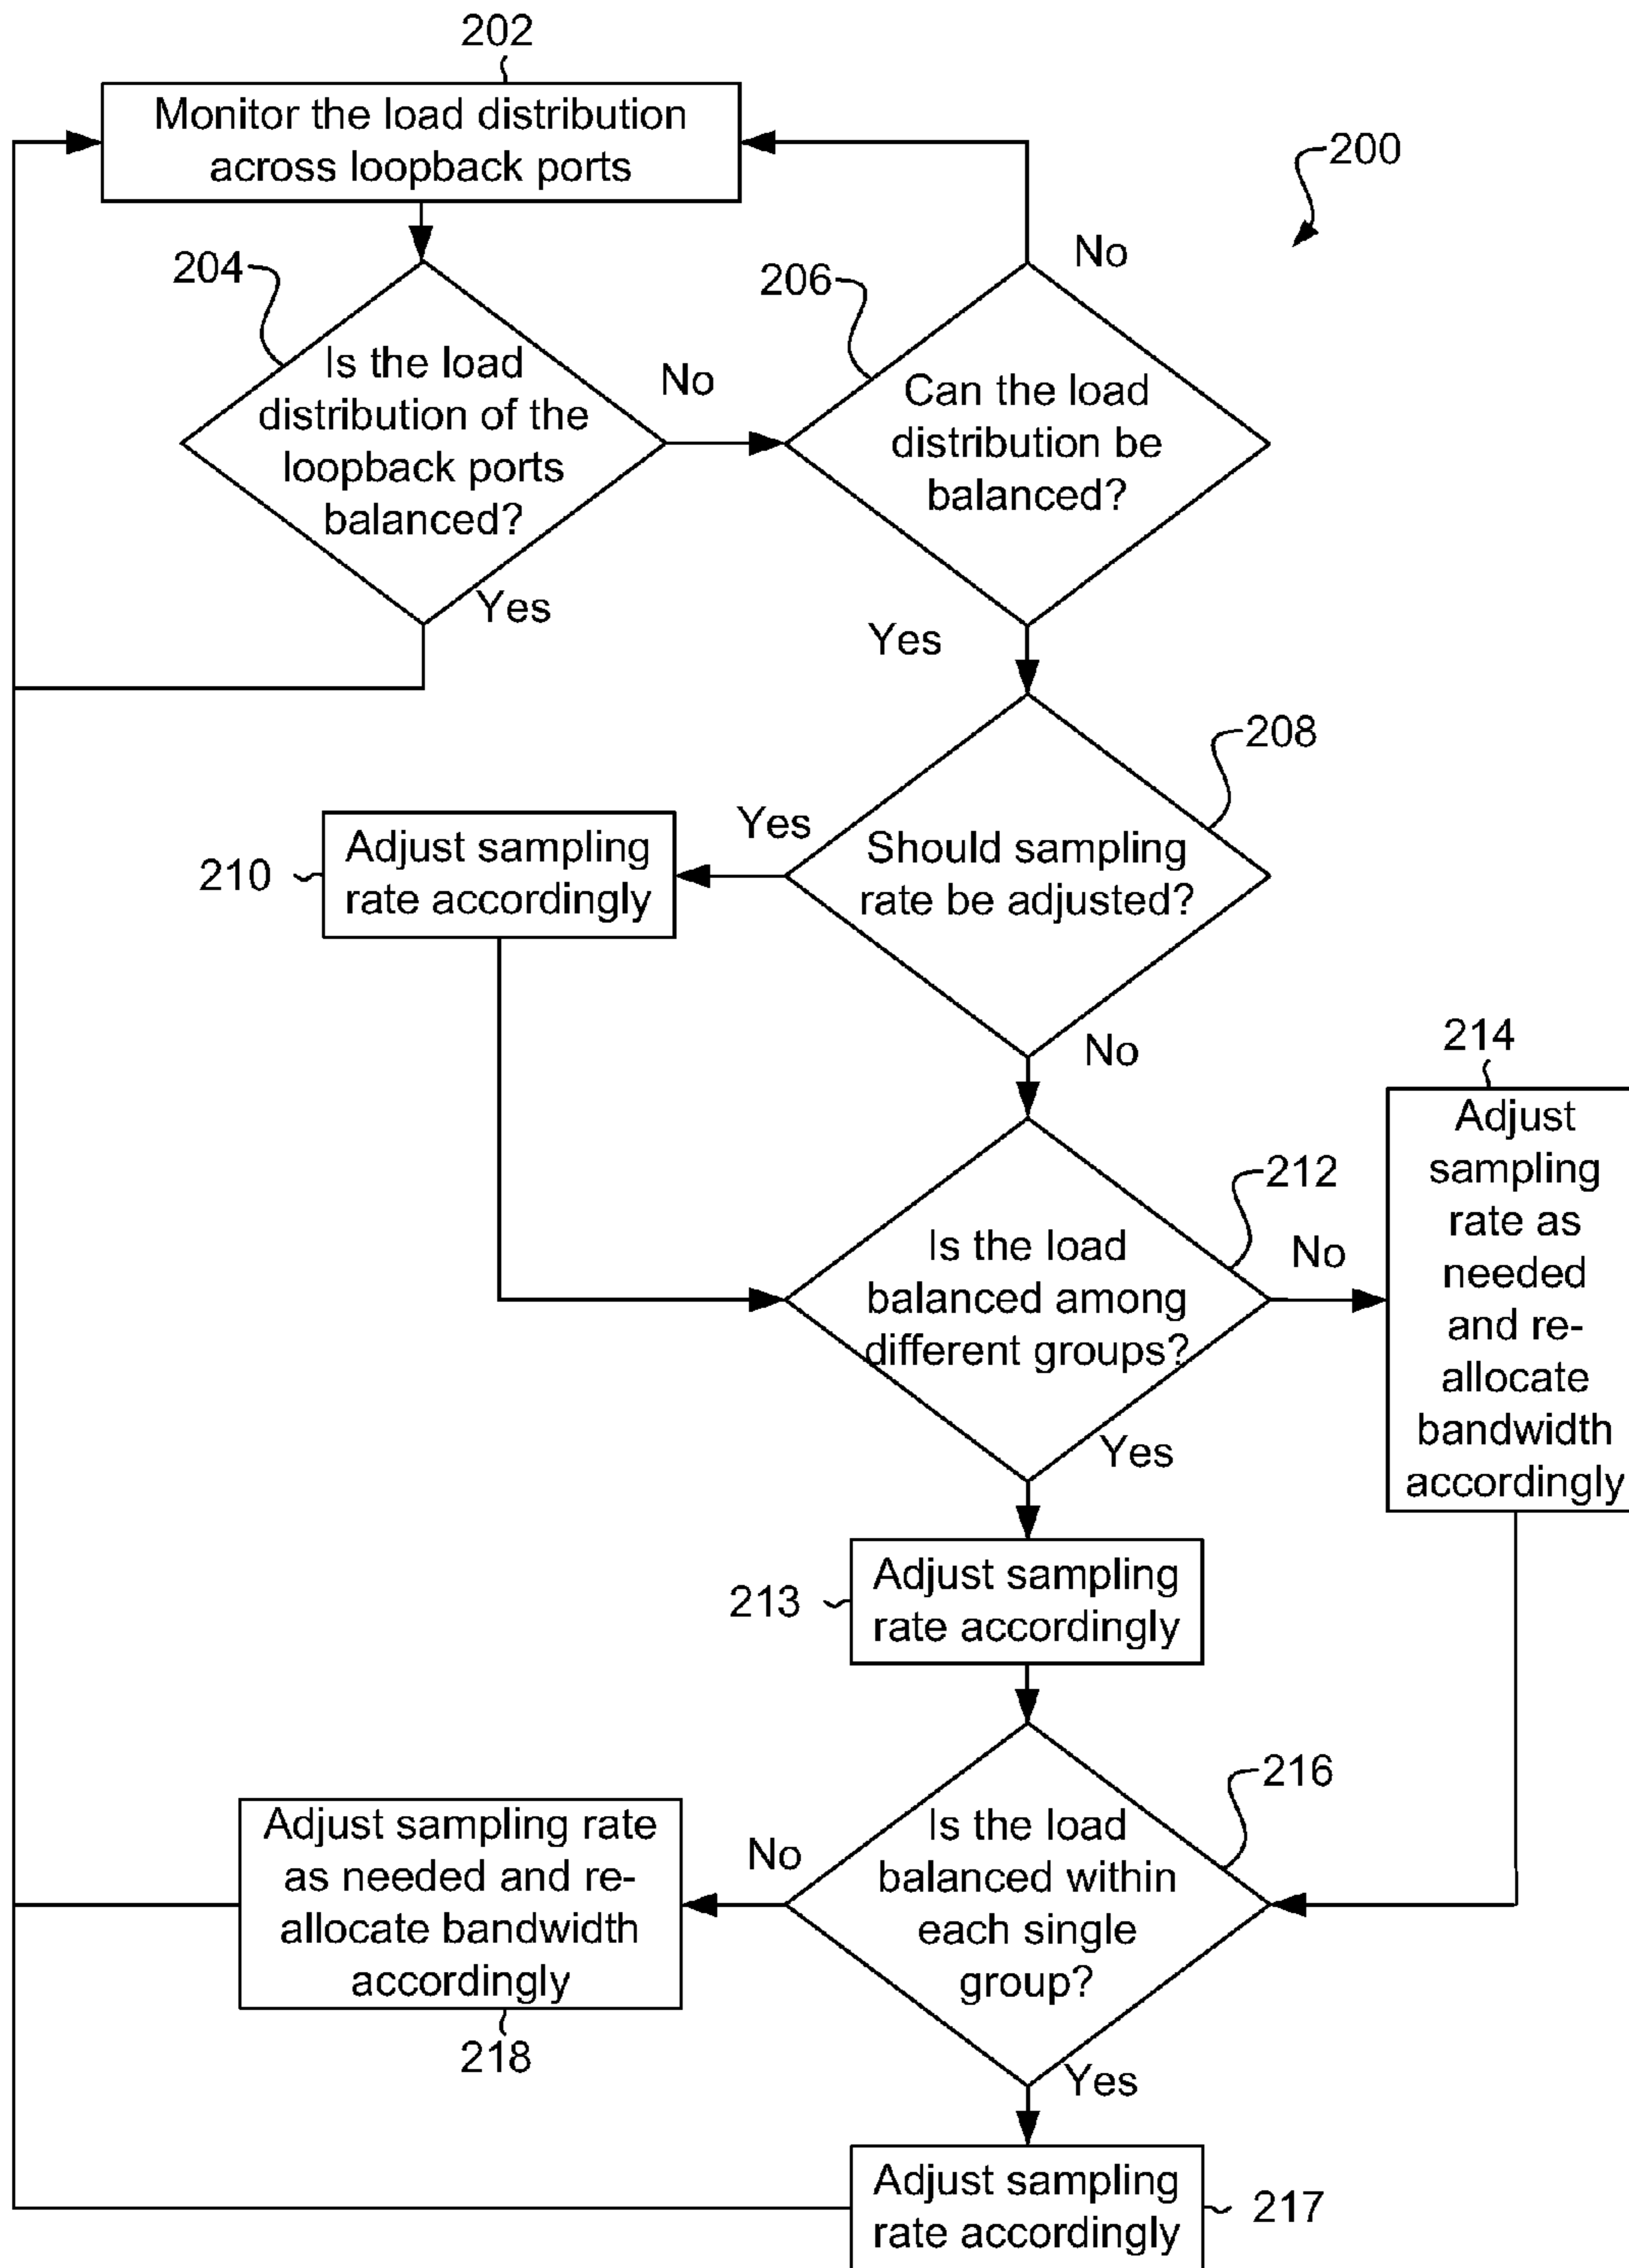 202
Monitor the load distribution
across loopback ports
200
204
Is the load
distribution of the
loopback ports
balanced?
No
Yes
206
No
Can the load
distribution be
balanced?
Yes
208
Should sampling
rate be adjusted?
Yes
No
210
Adjust sampling
rate accordingly
212
Is the load
balanced among
different groups?
No
Yes
214
Adjust
sampling
rate as
needed
and re-
allocate
bandwidth
accordingly
213
Adjust sampling
rate accordingly
216
Is the load
balanced within
each single
group?
No
Yes
Adjust sampling rate
as needed and re-
allocate bandwidth
accordingly
218
Adjust sampling
rate accordingly
217